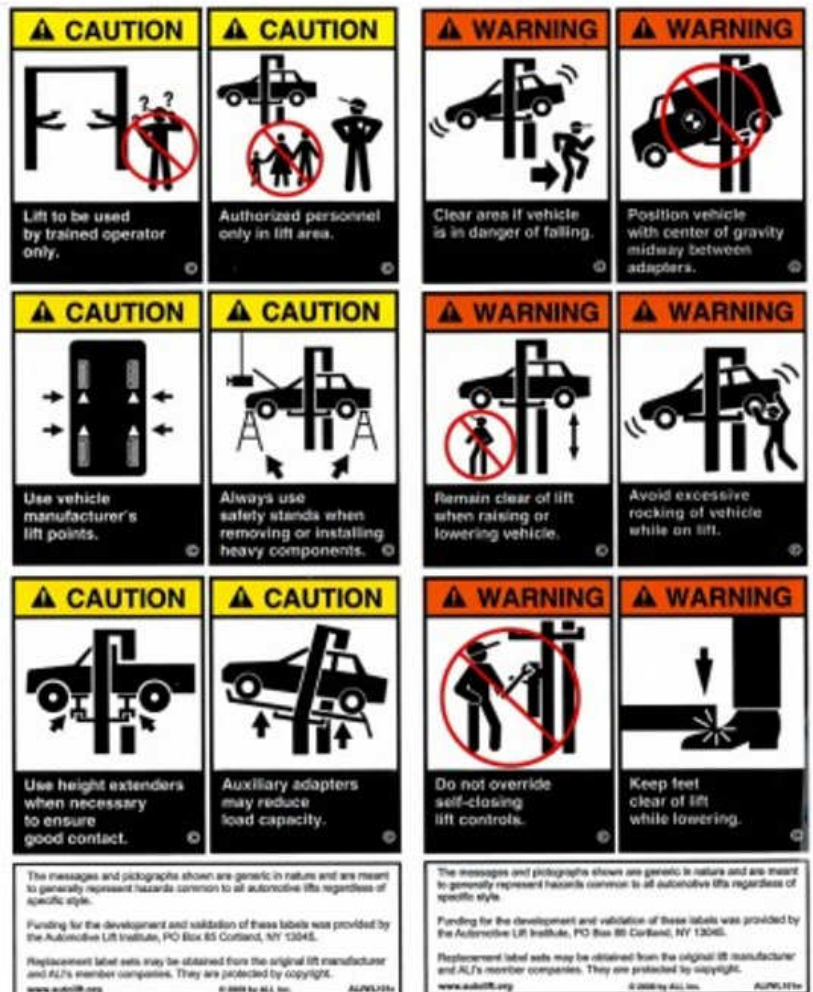 CAUTION
Lift to be used
by trained operator
only.
©
CAUTION
Authorized personnel
only in lift area.
©
WARNING
Clear area if vehicle
is in danger of falling.
©
WARNING
Position vehicle
with center of gravity
midway between
adapters.
©
CAUTION
Use vehicle
manufacturer's
lift points.
©
CAUTION
Always use
safety stands when
removing or installing
heavy components.
©
WARNING
Remain clear of lift
when raising or
lowering vehicle.
©
WARNING
Avoid excessive
rocking of vehicle
while on lift.
©
CAUTION
Use height extenders
when necessary
to ensure
good contact.
©
CAUTION
Auxiliary adapters
may reduce
load capacity.
©
WARNING
Do not override
self-closing
lift controls.
©
WARNING
Keep feet
clear of lift
while lowering.
©
The messages and pictographs shown are generic in nature and are meant
to generally represent hazards common to all automotive lifts regardless of
specific style.
Funding for the development and validation of these labels was provided by
the Automotive Lift Institute, PO Box 85 Cortland, NY 13045.
Replacement label sets may be obtained from the original lift manufacturer
and ALI's member companies. They are protected by copyright.
www.autolift.org
by ALI, Inc.
The messages and pictographs shown are generic in nature and are meant
to generally represent hazards common to all automotive lifts regardless of
specific style.
Funding for the development and validation of these labels was provided by
the Automotive Lift Institute, PO Box Cortland, NY 13045.
Replacement label sets may be obtained from the original lift manufacturer
and ALI's member companies. They are protected by copyright.
www.autolift.org
by ALI, Inc.